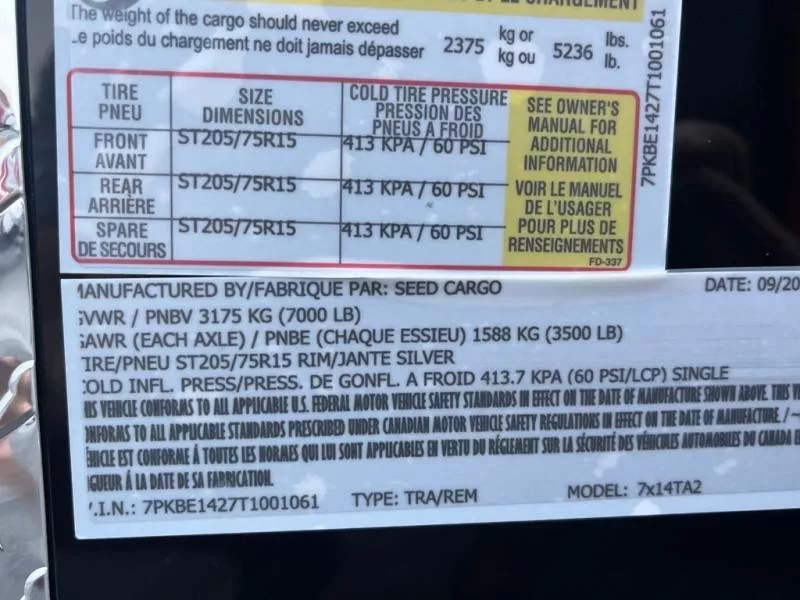 ET LE CHARGEMENT
The weight of the cargo should never exceed
Le poids du chargement ne doit jamais dépasser
2375 kg or 5236 lbs.
kg ou lb.
TIRE SIZE COLD TIRE PRESSURE SEE OWNER'S
PNEU DIMENSIONS PRESSION DES MANUAL FOR
PNEUS A FROID ADDITIONAL
FRONT ST205/75R15 413 KPA / 60 PSI INFORMATION
AVANT
REAR ST205/75R15 413 KPA / 60 PSI VOIR LE MANUEL
ARRIÈRE DE L'USAGER
SPARE ST205/75R15 413 KPA / 60 PSI POUR PLUS DE
DE SECOURS RENSEIGNEMENTS
FD-337
7PKBE1427T1001061
MANUFACTURED BY/FABRIQUE PAR: SEED CARGO DATE: 09/20
GVWR / PNBV 3175 KG (7000 LB)
GAWR (EACH AXLE) / PNBE (CHAQUE ESSIEU) 1588 KG (3500 LB)
TIRE/PNEU ST205/75R15 RIM/JANTE SILVER
COLD INFL. PRESS/PRESS. DE GONFL. A FROID 413.7 KPA (60 PSI/LCP) SINGLE
THIS VEHICLE CONFORMS TO ALL APPLICABLE U.S. FEDERAL MOTOR VEHICLE SAFETY STANDARDS IN EFFECT ON THE DATE OF MANUFACTURE SHOWN ABOVE. THIS
CONFORMS TO ALL APPLICABLE STANDARDS PRESCRIBED UNDER CANADIAN MOTOR VEHICLE SAFETY REGULATIONS IN EFFECT ON THE DATE OF MANUFACTURE. / ~
VÉHICLE EST CONFORME Á TOUTES LES NORMES QUI LUI SONT APPLICABLES EN VERTU DU RÉGLEMENT SUR LA SÉCURITÉ DES VÉHICULES AUTOMOBILES DU CANADA
VIGUEUR Á LA DATE DE SA FABRICATION.
V.I.N.: 7PKBE1427T1001061 TYPE: TRA/REM MODEL: 7x14TA2